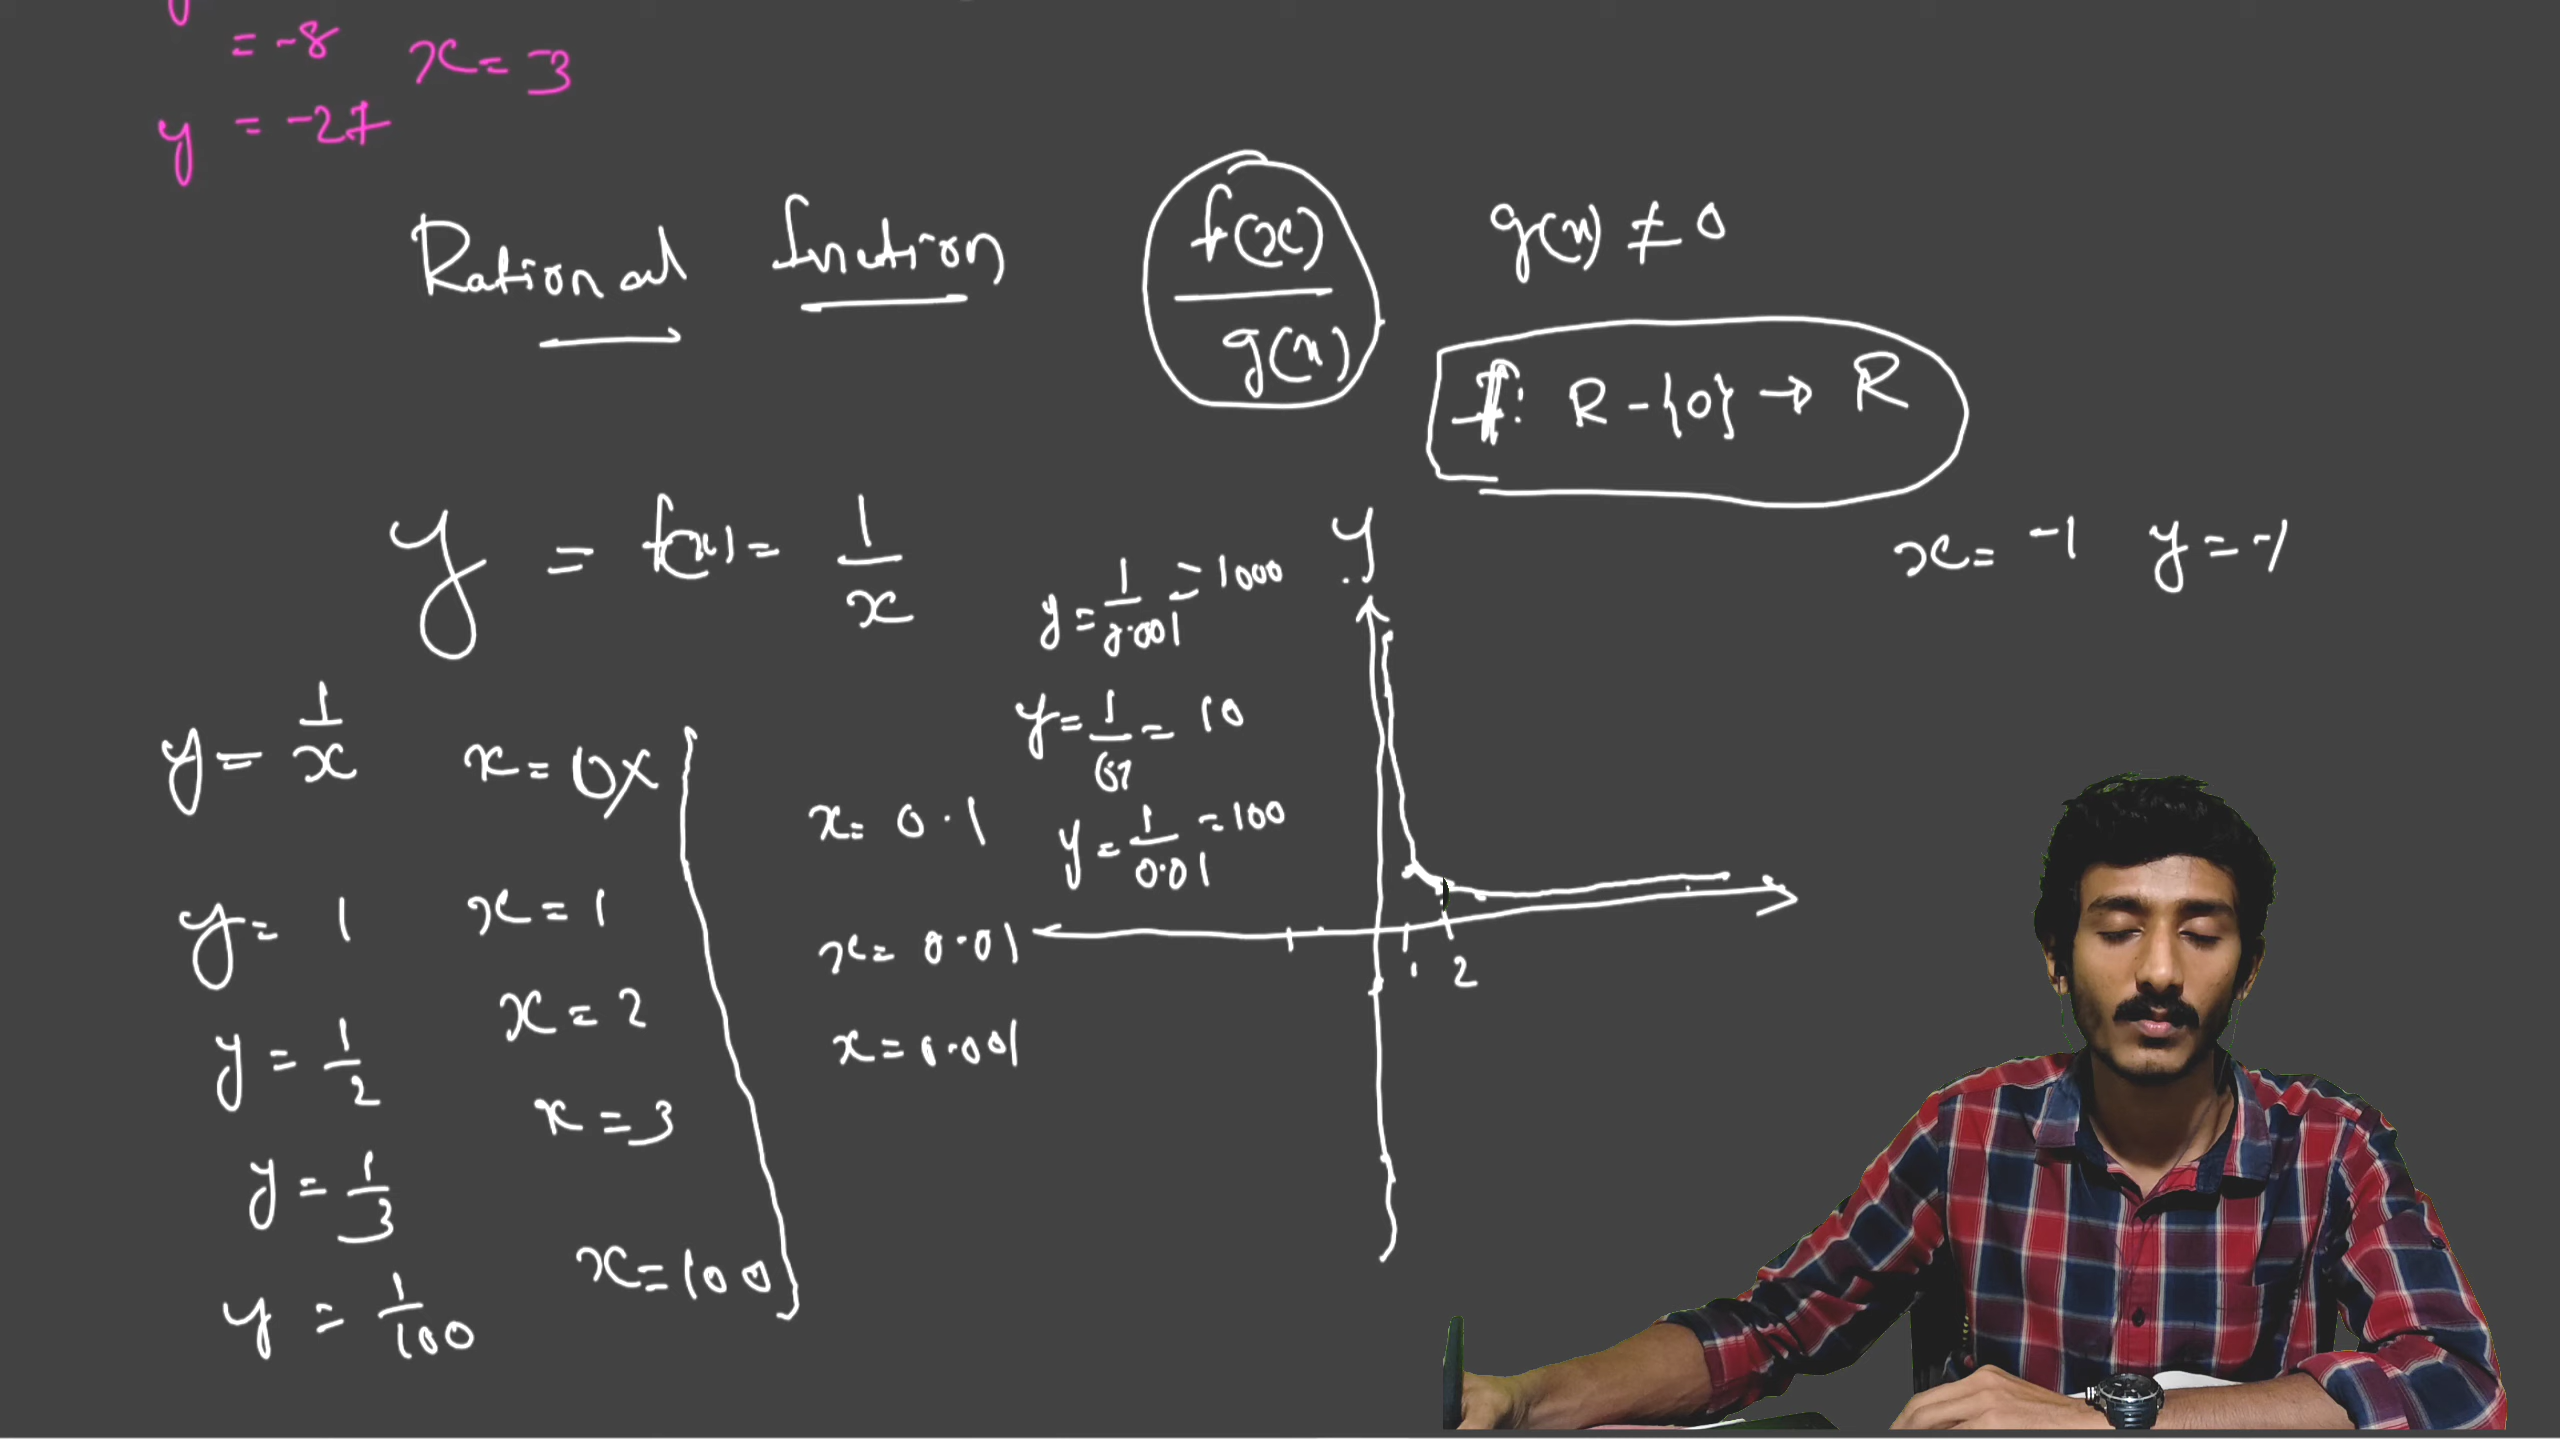 = -8 x = 3
y = -27
Rational function f(x)/g(x) g(x) ≠ 0
f: R - {0} → R
y = f(x) = 1/x
y
x = -1 y = -1
y = 1/0.001 = 1000
y = 1/x x = 0 ×
y = 1/0.1 = 10
x = 0.1 y = 1/0.01 = 100
y = 1 x = 1
x = 0.01
1 2
y = 1/2 x = 2
x = 0.001
y = 1/3 x = 3
y = 1/100 x = 100